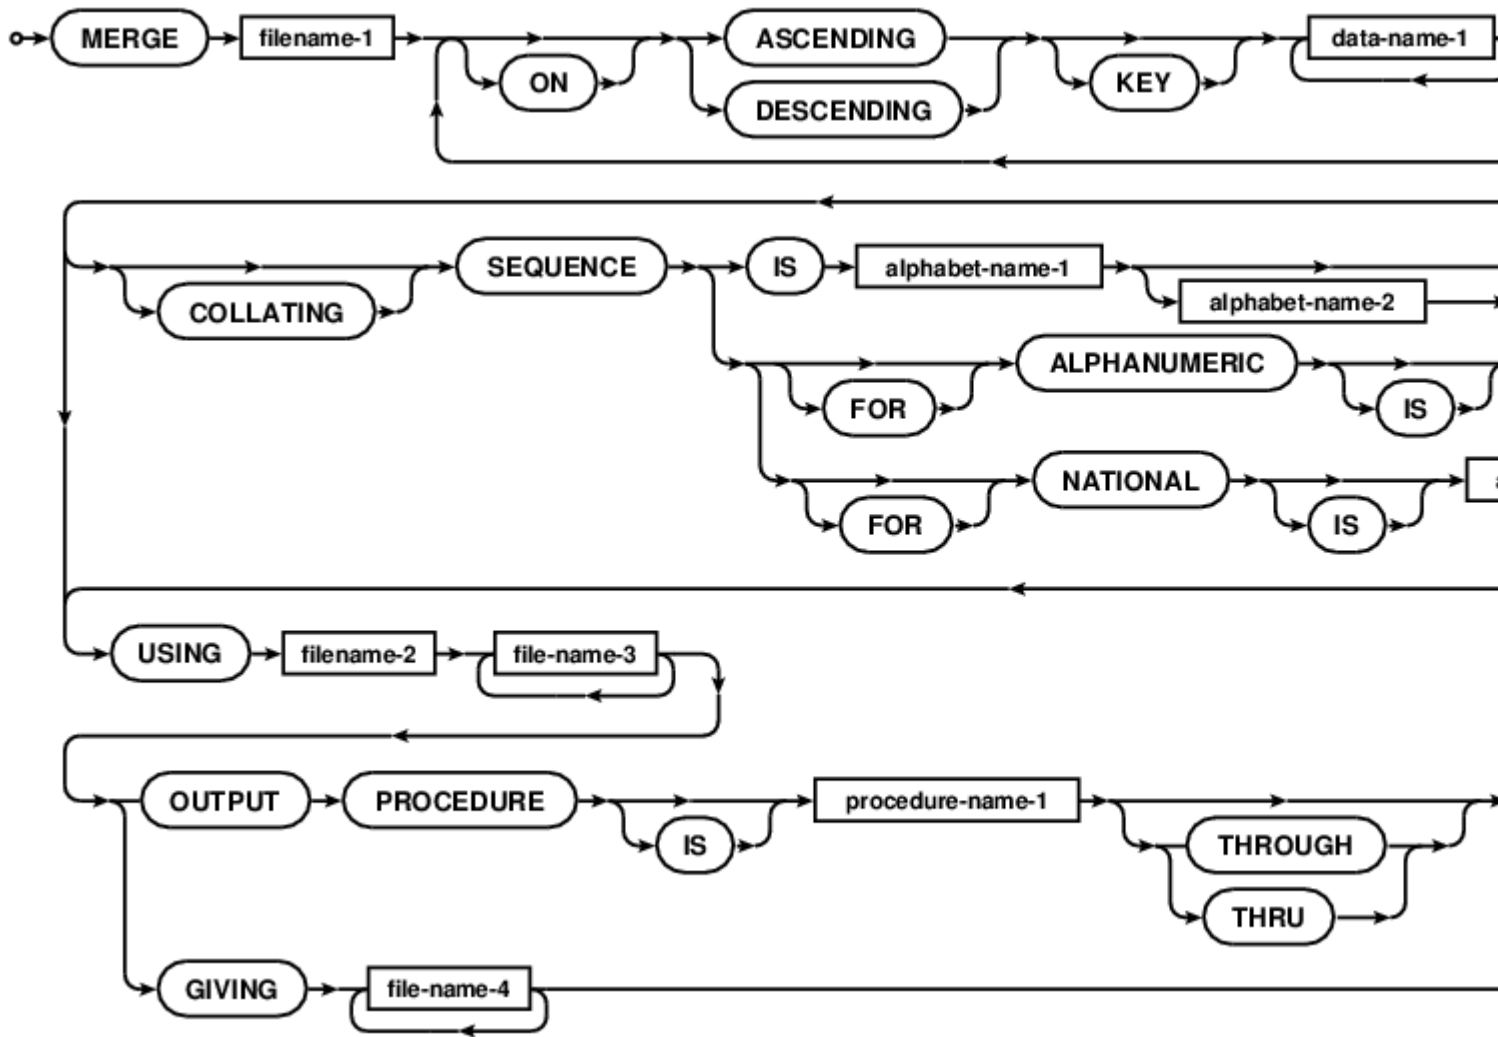 MERGE filename-1 ASCENDING data-name-1
ON KEY
DESCENDING
SEQUENCE IS alphabet-name-1
COLLATING alphabet-name-2
ALPHANUMERIC
FOR IS
NATIONAL a
FOR IS
USING filename-2 file-name-3
OUTPUT PROCEDURE procedure-name-1
IS THROUGH
THRU
GIVING file-name-4